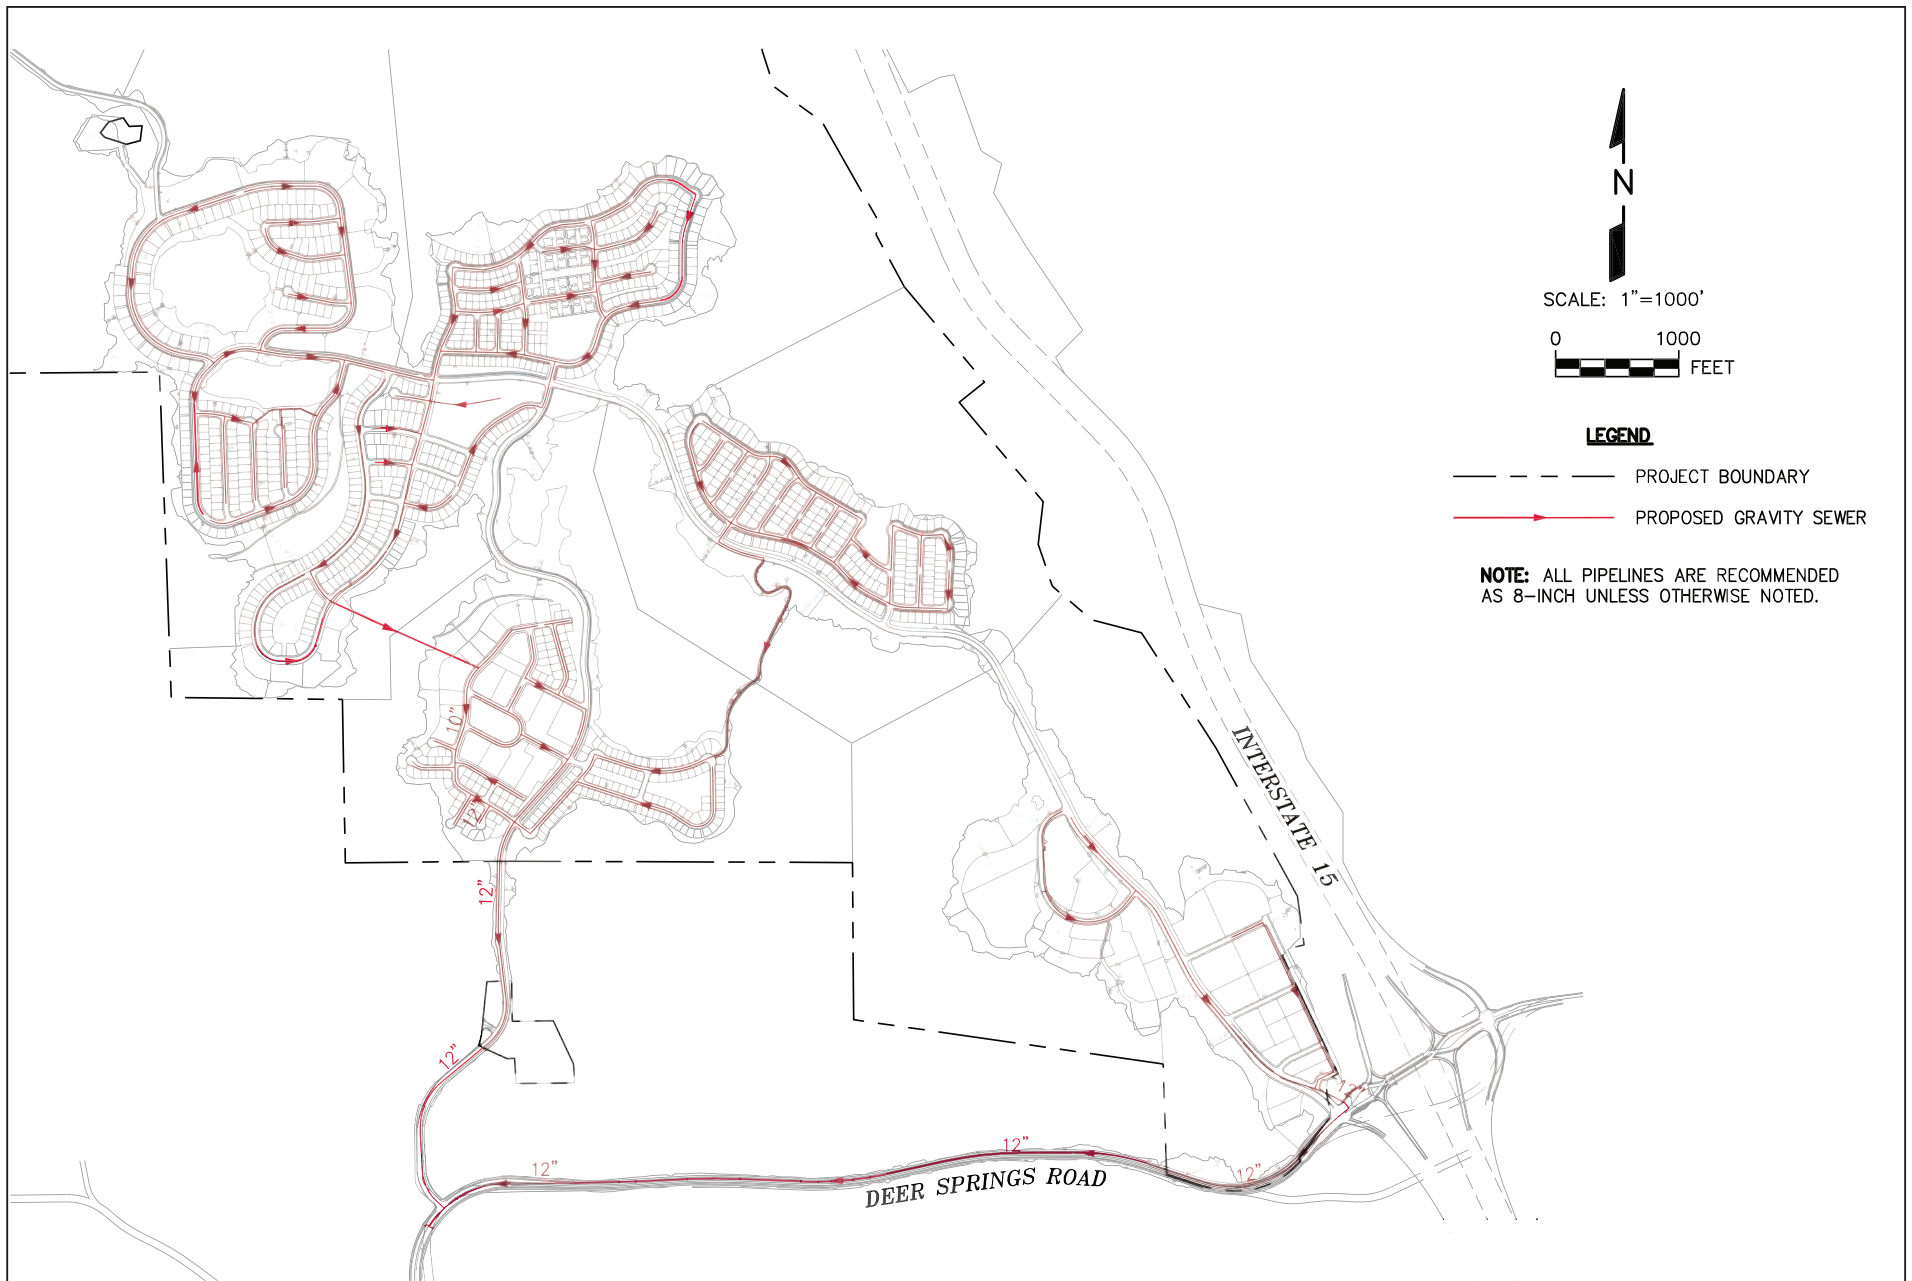 N
SCALE: 1"=1000'
0 1000
FEET
LEGEND
PROJECT BOUNDARY
PROPOSED GRAVITY SEWER
NOTE: ALL PIPELINES ARE RECOMMENDED
AS 8-INCH UNLESS OTHERWISE NOTED.
10"
12"
INTERSTATE 15
12"
12"
12"
12"
12"
12"
DEER SPRINGS ROAD